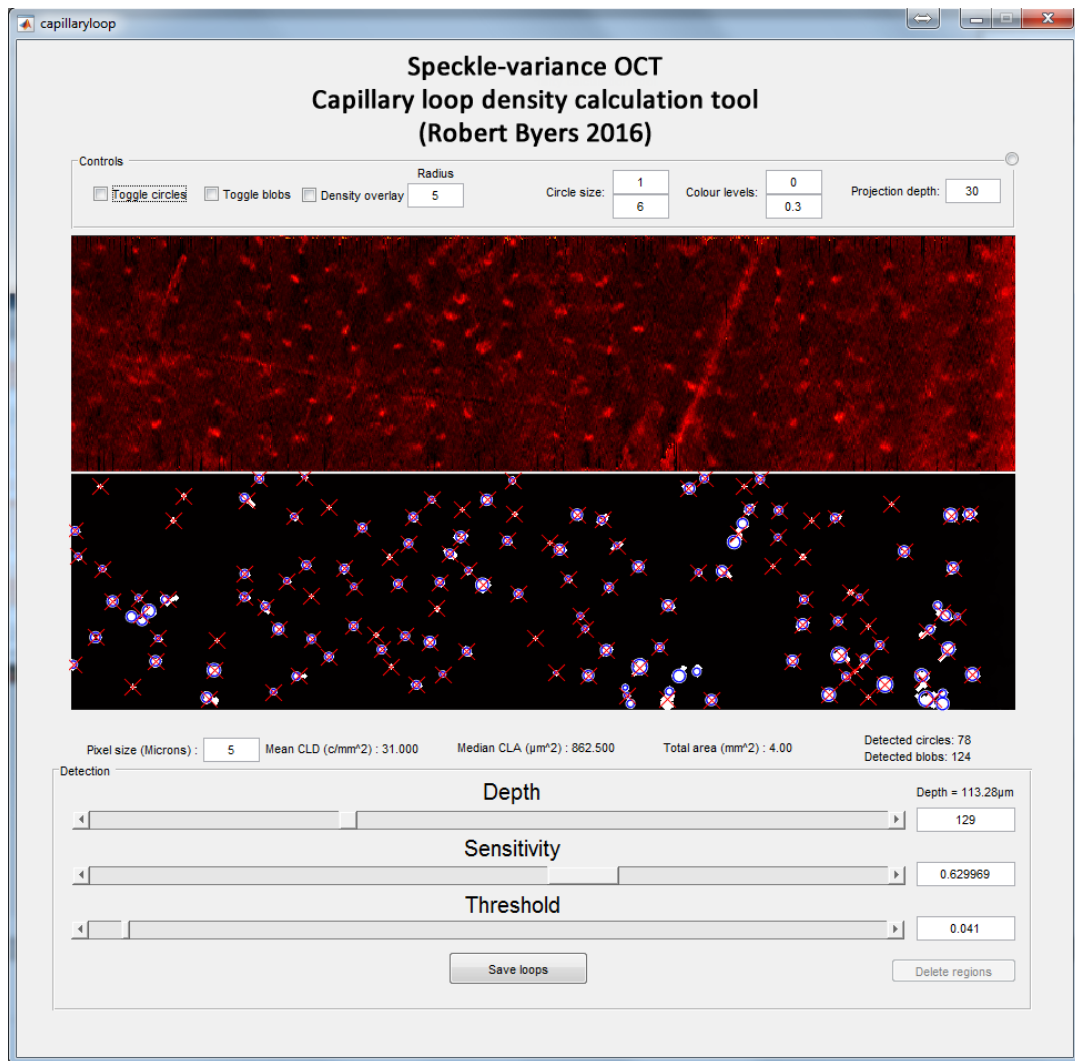 capillaryloop
Speckle-variance OCT
Capillary loop density calculation tool
(Robert Byers 2016)
Controls
Toggle circles
Toggle blobs
Density overlay
Radius
5
Circle size:
1
6
Colour levels:
0
0.3
Projection depth:
30
Pixel size (Microns) :
5
Mean CLD (c/mm^2) : 31.000
Median CLA (µm^2) : 862.500
Total area (mm^2) : 4.00
Detected circles: 78
Detected blobs: 124
Detection
Depth
Depth = 113.28µm
129
Sensitivity
0.629969
Threshold
0.041
Save loops
Delete regions